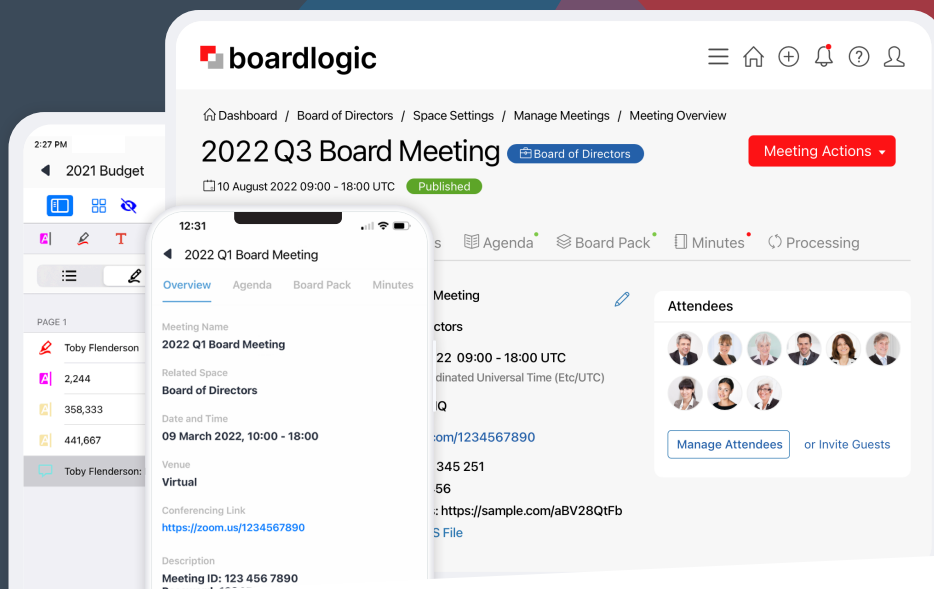 boardlogic
Dashboard / Board of Directors / Space Settings / Manage Meetings / Meeting Overview
2022 Q3 Board Meeting
Board of Directors
Meeting Actions
10 August 2022 09:00 - 18:00 UTC
Published
s
Agenda
Board Pack
Minutes
Processing
Meeting
ctors
22 09:00 - 18:00 UTC
dinated Universal Time (Etc/UTC)
IQ
com/1234567890
345 251
56
: https://sample.com/aBV28QtFb
S File
Attendees
Manage Attendees
or Invite Guests
2:27 PM
2021 Budget
A
T
PAGE 1
Toby Flenderson
2,244
358,333
441,667
Toby Flenderson:
12:31
2022 Q1 Board Meeting
Overview Agenda Board Pack Minutes
Meeting Name
2022 Q1 Board Meeting
Related Space
Board of Directors
Date and Time
09 March 2022, 10:00 - 18:00
Venue
Virtual
Conferencing Link
https://zoom.us/1234567890
Description
Meeting ID: 123 456 7890